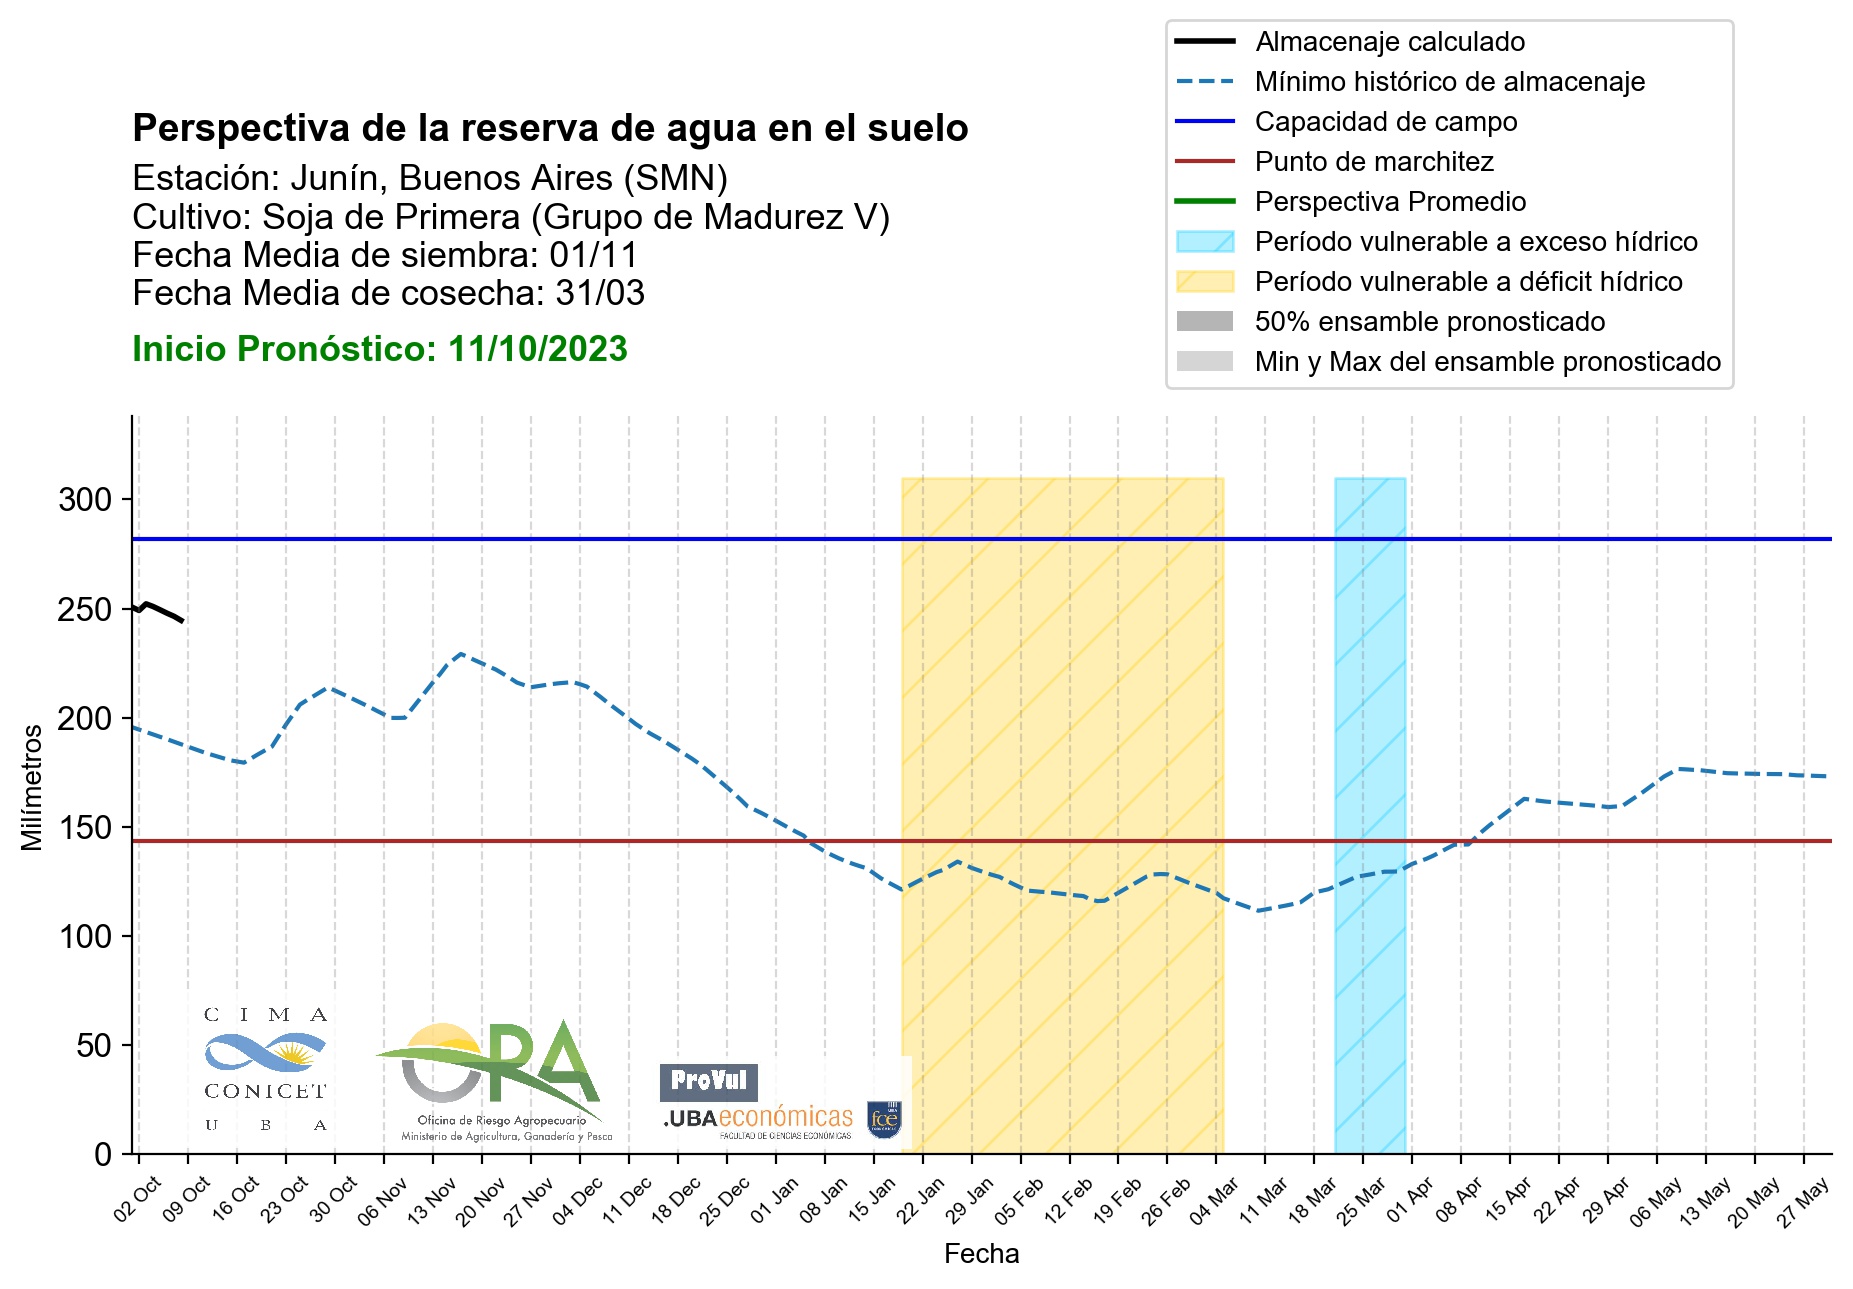 Almacenaje calculado
Mínimo histórico de almacenaje
Capacidad de campo
Punto de marchitez
Perspectiva Promedio
Período vulnerable a exceso hídrico
Período vulnerable a déficit hídrico
50% ensamble pronosticado
Min y Max del ensamble pronosticado
Perspectiva de la reserva de agua en el suelo
Estación: Junín, Buenos Aires (SMN)
Cultivo: Soja de Primera (Grupo de Madurez V)
Fecha Media de siembra: 01/11
Fecha Media de cosecha: 31/03
Inicio Pronóstico: 11/10/2023
Milímetros
300
250
200
150
100
50
0
CIMA
CONICET
UBA
ORA
Oficina de Riesgo Agropecuario
Ministerio de Agricultura, Ganadería y Pesca
ProVul
.UBAeconómicas
FACULTAD DE CIENCIAS ECONÓMICAS
fce
02 Oct
09 Oct
16 Oct
23 Oct
30 Oct
06 Nov
13 Nov
20 Nov
27 Nov
04 Dec
11 Dec
18 Dec
25 Dec
01 Jan
08 Jan
15 Jan
22 Jan
29 Jan
05 Feb
12 Feb
19 Feb
26 Feb
04 Mar
11 Mar
18 Mar
25 Mar
01 Apr
08 Apr
15 Apr
22 Apr
29 Apr
06 May
13 May
20 May
27 May
Fecha